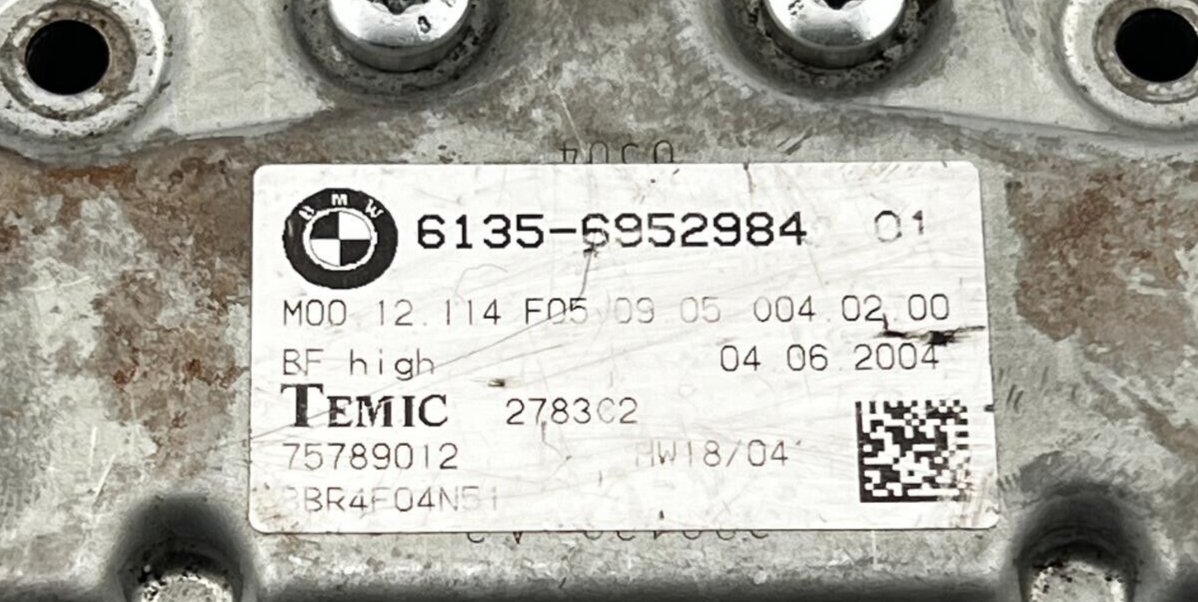 BMW
6135-6952984 01
M00 12.114 F05 09 05 004 02 00
BF high 04 06 2004
TEMIC 2783C2
75789012 HW18/04